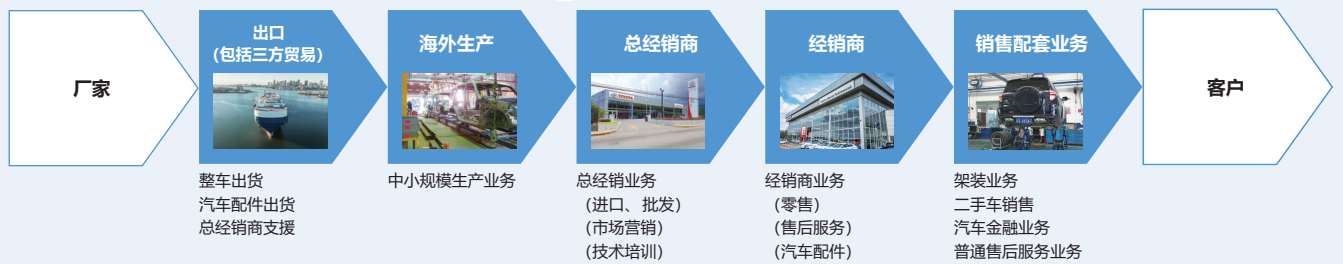 厂家
出口
（包括三方贸易）
整车出货
汽车配件出货
总经销商支援
海外生产
中小规模生产业务
总经销商
TOYOTA
总经销业务
（进口、批发）
（市场营销）
（技术培训）
经销商
经销商业务
（零售）
（售后服务）
（汽车配件）
销售配套业务
架装业务
二手车销售
汽车金融业务
普通售后服务业务
客户